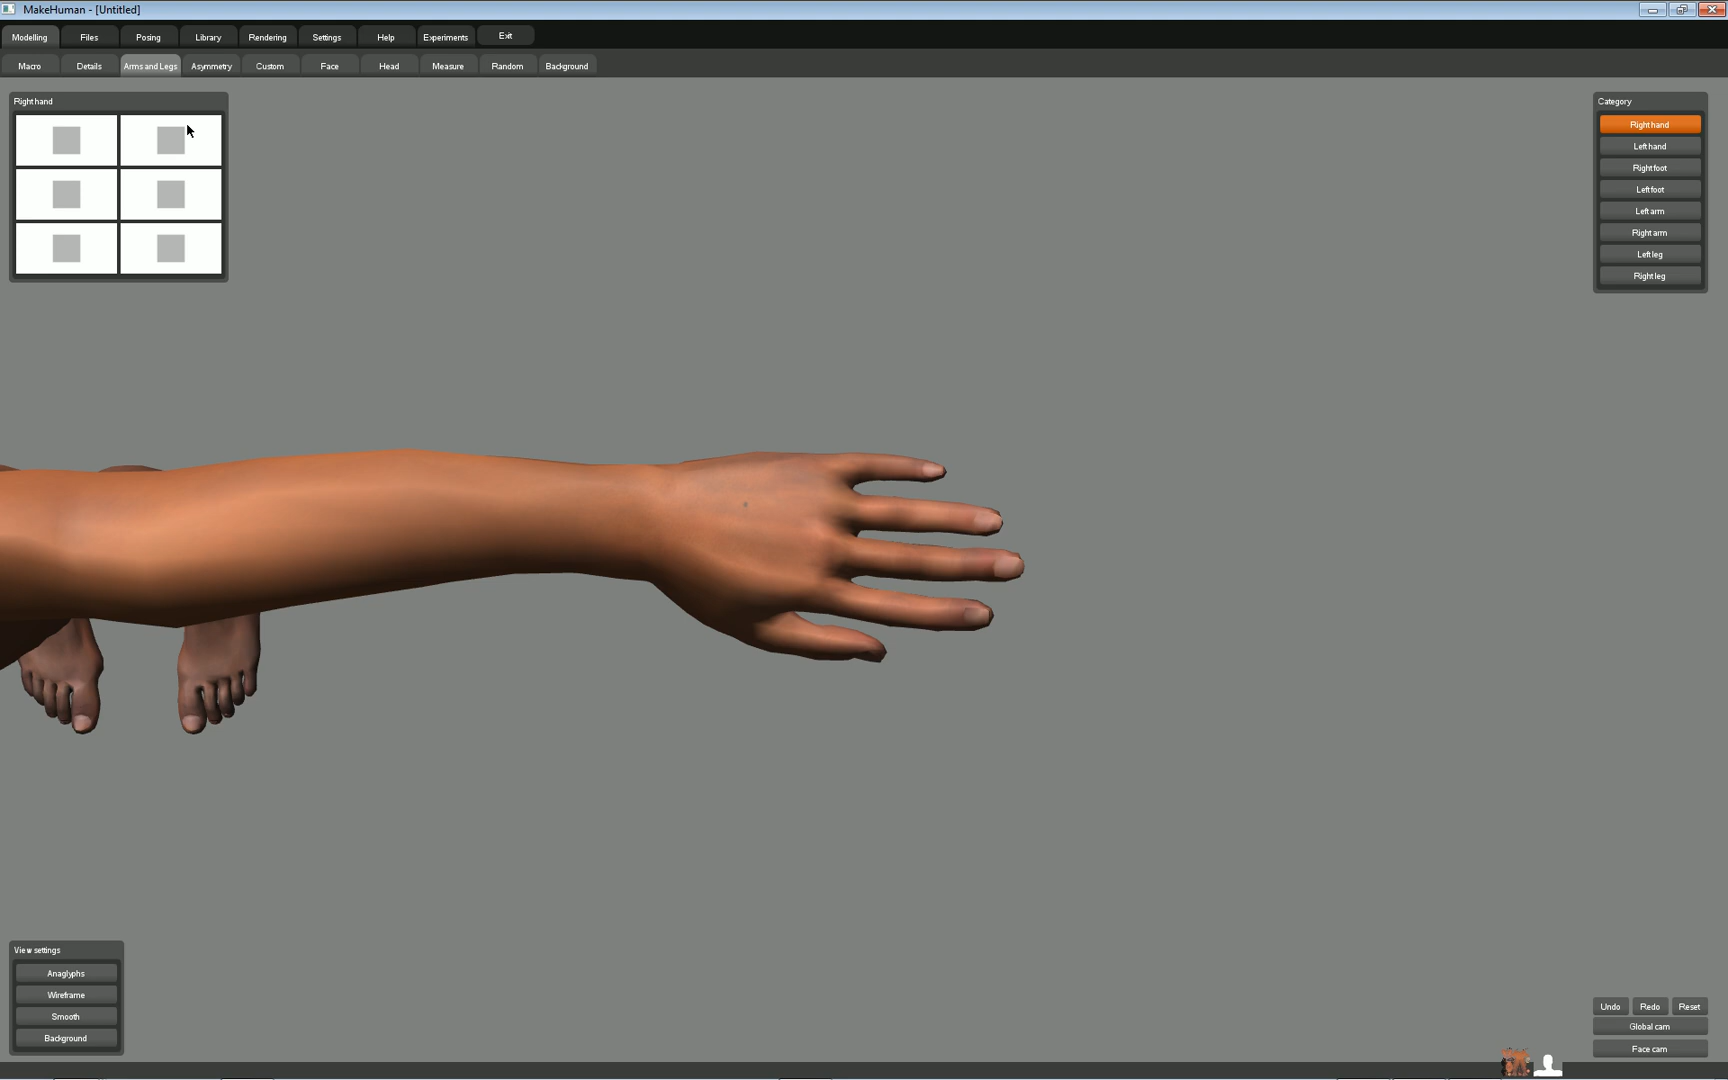 MakeHuman - [Untitled]
Modelling Files Posing Library Rendering Settings Help Experiments Exit
Macro Details Arms and Legs Asymmetry Custom Face Head Measure Random Background
Right hand
Category
Right hand
Left hand
Right foot
Left foot
Left arm
Right arm
Left leg
Right leg
View settings
Anaglyphs
Wireframe
Smooth
Background
Undo Redo Reset
Global cam
Face cam